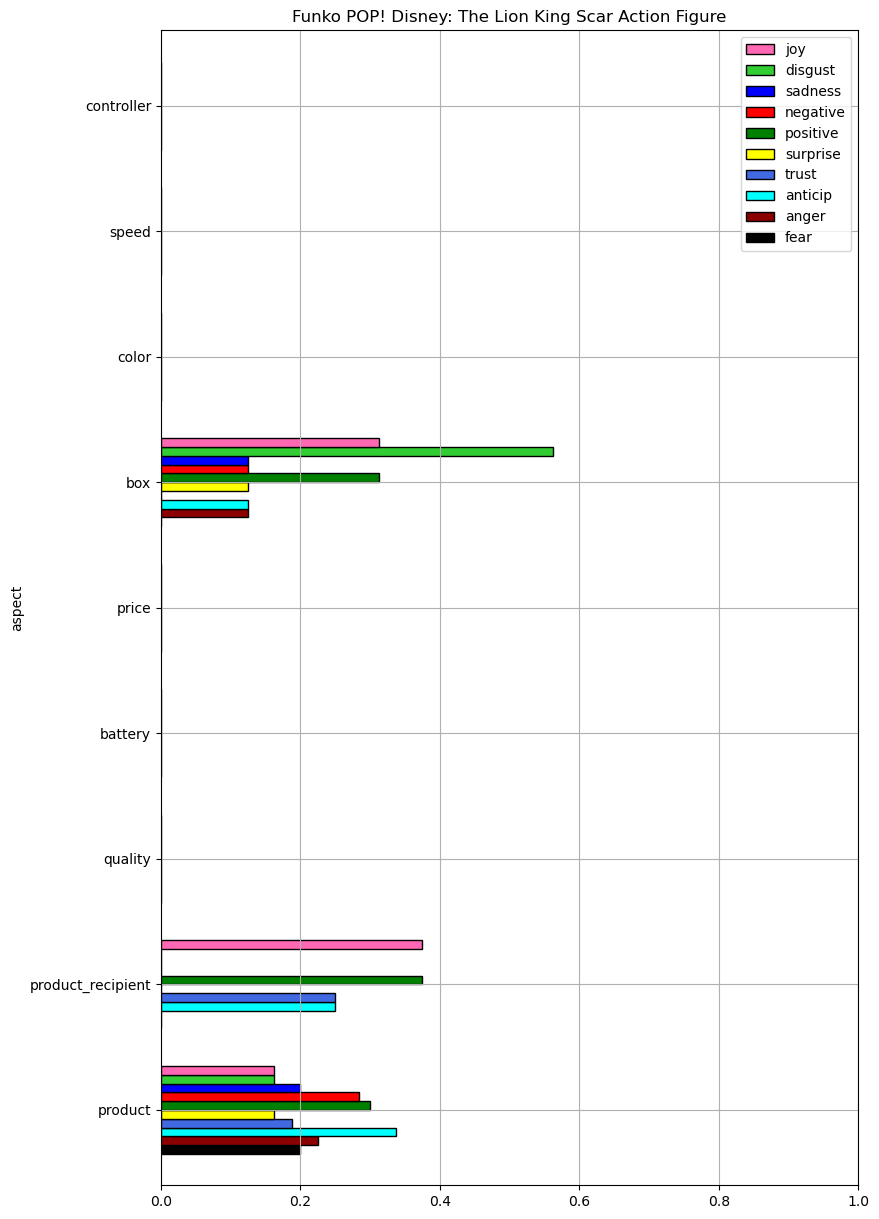 Funko POP! Disney: The Lion King Scar Action Figure
joy
disgust
sadness
negative
positive
surprise
trust
anticip
anger
fear
controller
speed
color
box
price
battery
quality
product_recipient
product
aspect
0.0 0.2 0.4 0.6 0.8 1.0